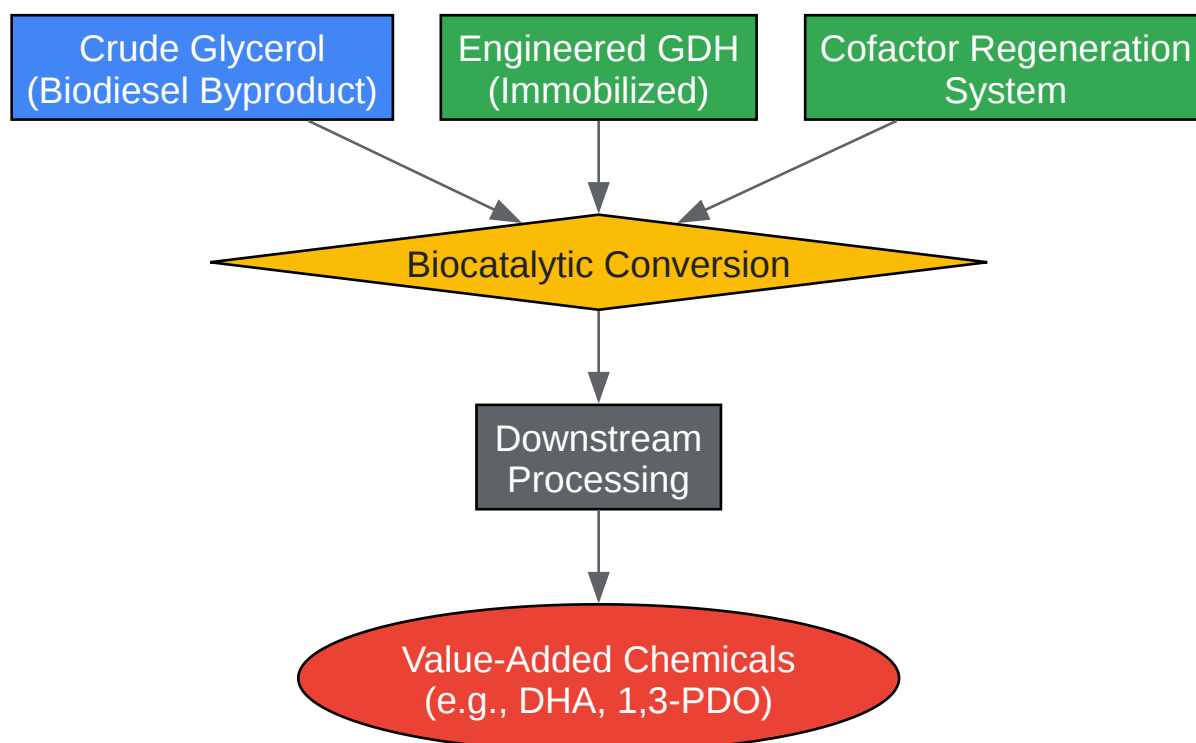 Crude Glycerol
(Biodiesel Byproduct)
Engineered GDH
(Immobilized)
Cofactor Regeneration
System
Biocatalytic Conversion
Downstream
Processing
Value-Added Chemicals
(e.g., DHA, 1,3-PDO)